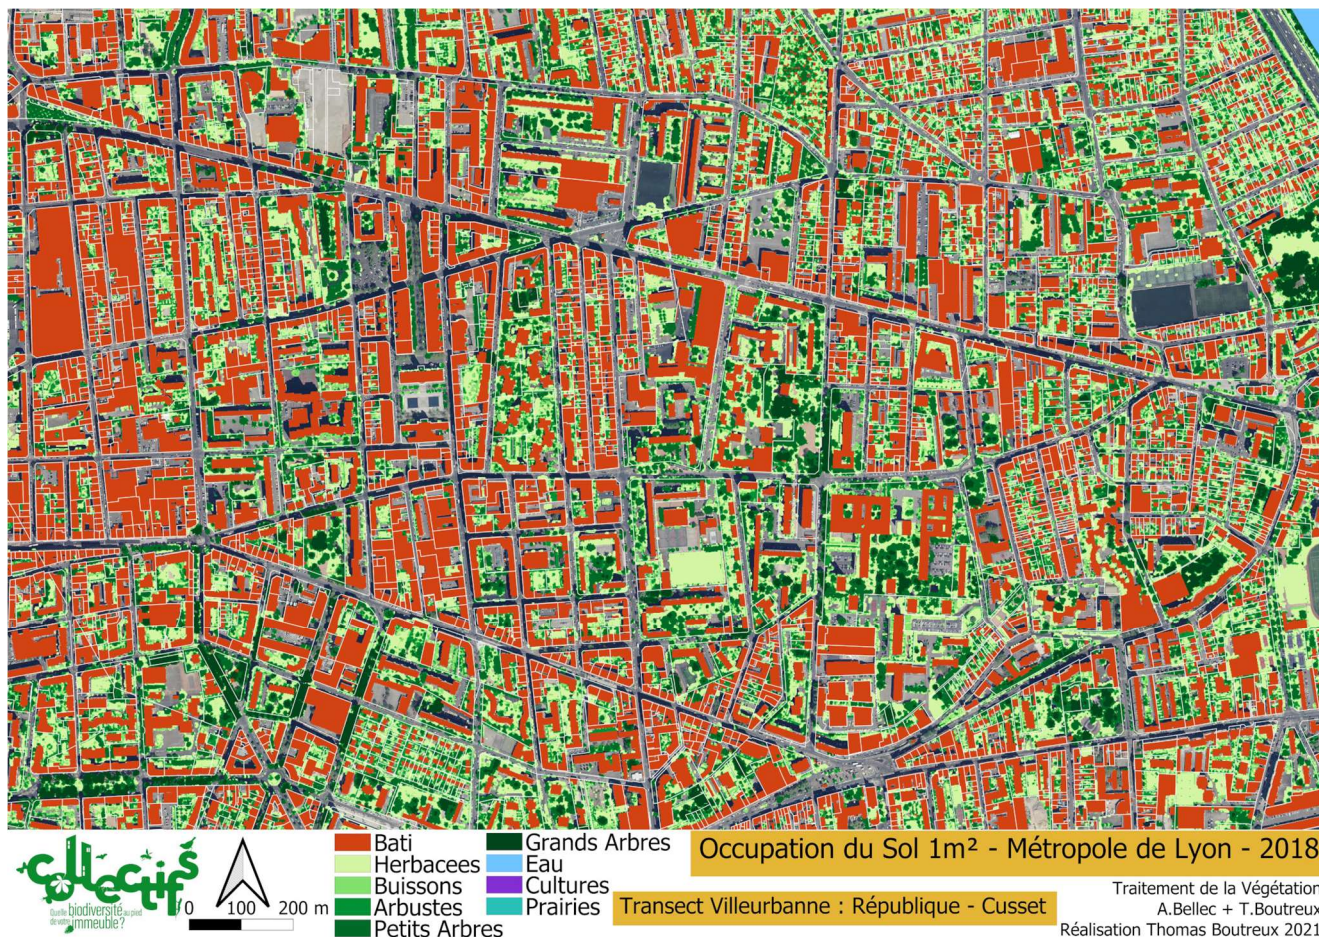 collectifs
Quelle biodiversité au pied
de votre immeuble ?
0 100 200 m
Bati
Herbacees
Buissons
Arbustes
Petits Arbres
Grands Arbres
Eau
Cultures
Prairies
Occupation du Sol 1m² - Métropole de Lyon - 2018
Transect Villeurbanne : République - Cusset
Traitement de la Végétation
A.Bellec + T.Boutreux
Réalisation Thomas Boutreux 2021